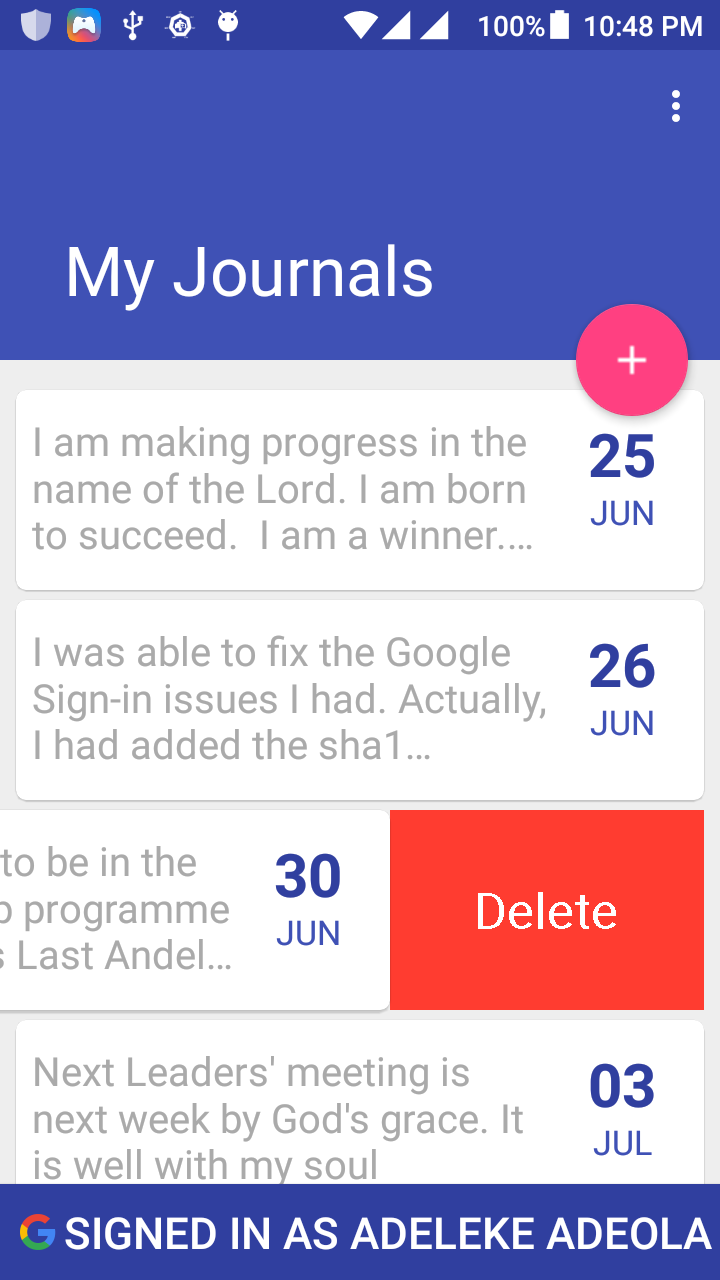 100% 10:48 PM
My Journals
+
I am making progress in the
name of the Lord. I am born
to succeed.  I am a winner.…
25
JUN
I was able to fix the Google
Sign-in issues I had. Actually,
I had added the sha1…
26
JUN
to be in the
programme
Last Andel…
30
JUN
Delete
Next Leaders' meeting is
next week by God's grace. It
is well with my soul
03
JUL
SIGNED IN AS ADELEKE ADEOLA